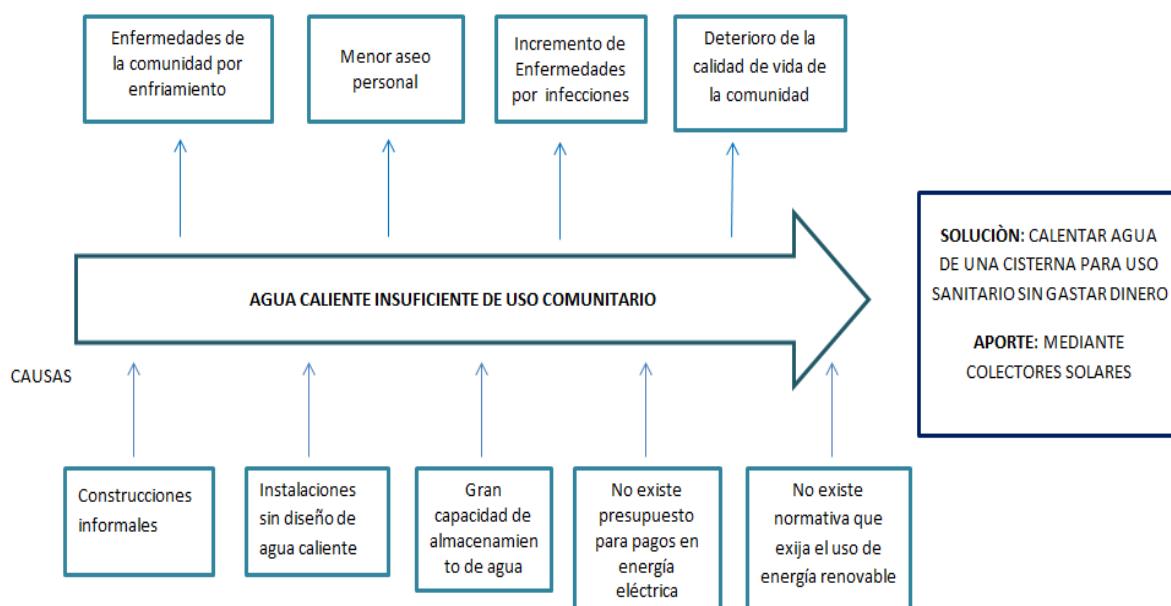 Enfermedades de
la comunidad por
enfriamiento
Menor aseo
personal
Incremento de
Enfermedades
por infecciones
Deterioro de la
calidad de vida de
la comunidad
AGUA CALIENTE INSUFICIENTE DE USO COMUNITARIO
SOLUCIÒN: CALENTAR AGUA
DE UNA CISTERNA PARA USO
SANITARIO SIN GASTAR DINERO
APORTE: MEDIANTE
COLECTORES SOLARES
CAUSAS
Construcciones
informales
Instalaciones
sin diseño de
agua caliente
Gran
capacidad de
almacenamien
to de agua
No existe
presupuesto
para pagos en
energía
eléctrica
No existe
normativa que
exija el uso de
energía renovable